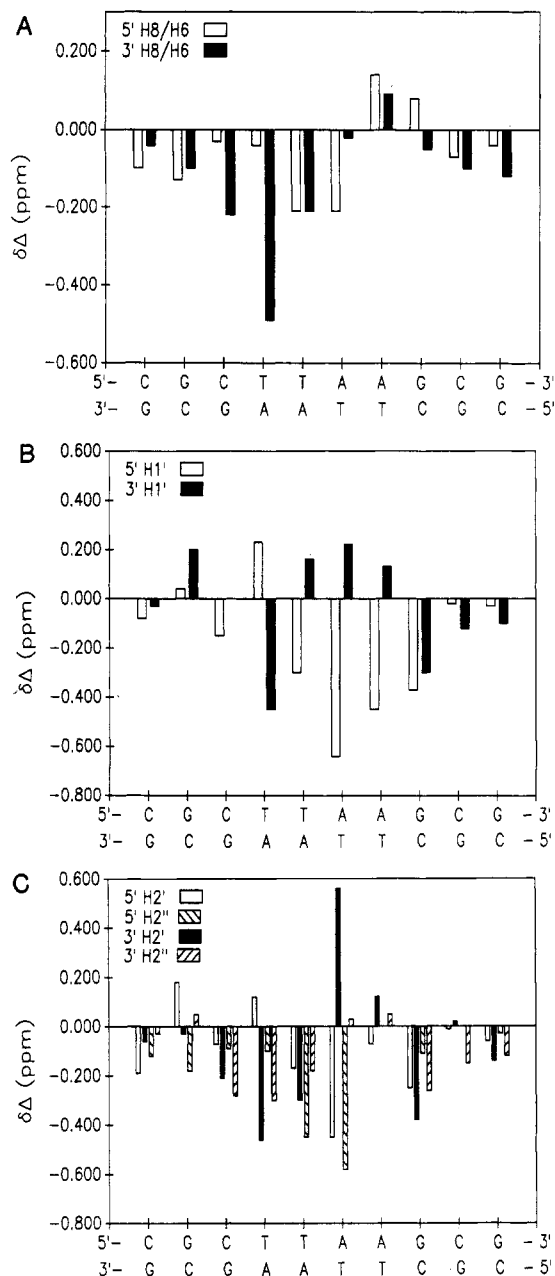 A
5' H8/H6
3' H8/H6
0.200
0.000
-0.200
-0.400
-0.600
δΔ (ppm)
5'- C G C T T A A G C G -3'
3'- G C G A A T T C G C -5'
B
5' H1'
3' H1'
0.600
0.400
0.200
0.000
-0.200
-0.400
-0.600
-0.800
δΔ (ppm)
5'- C G C T T A A G C G -3'
3'- G C G A A T T C G C -5'
C
5' H2'
5' H2''
3' H2'
3' H2''
0.600
0.400
0.200
0.000
-0.200
-0.400
-0.600
-0.800
δΔ (ppm)
5'- C G C T T A A G C G -3'
3'- G C G A A T T C G C -5'